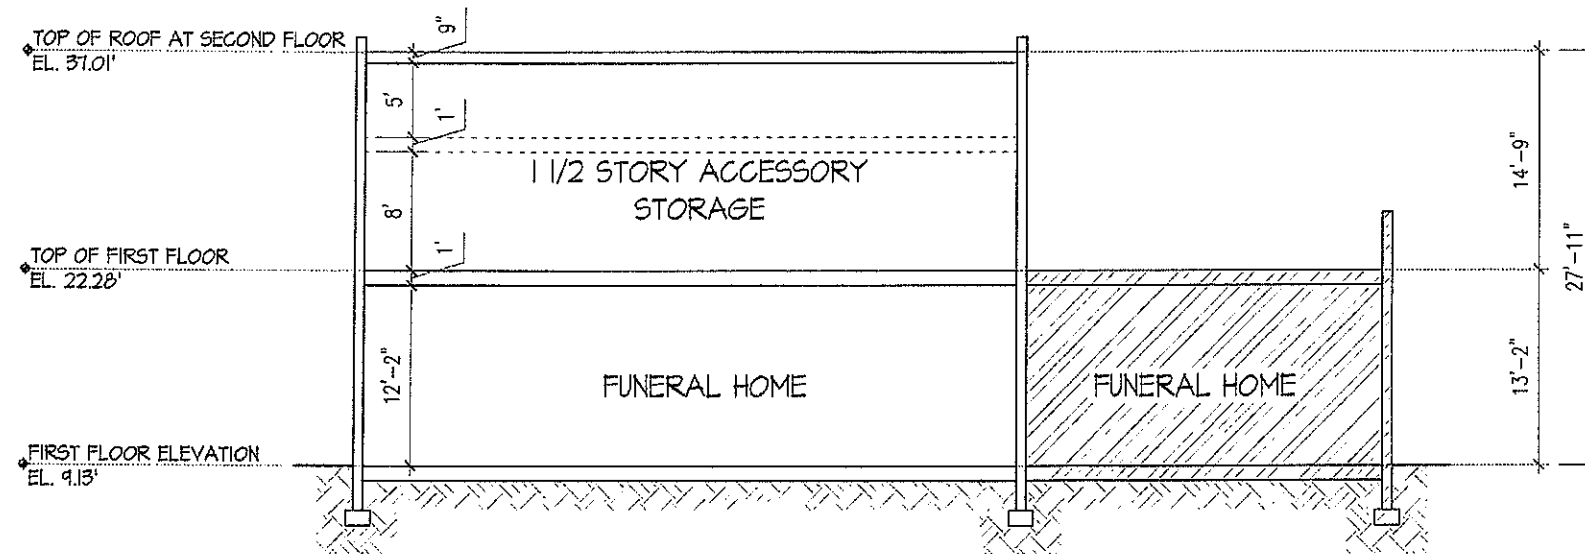 TOP OF ROOF AT SECOND FLOOR
EL. 37.01'
9"
5'
1'
1 1/2 STORY ACCESSORY
STORAGE
8'
14'-9"
27'-11"
TOP OF FIRST FLOOR
EL. 22.28'
1'
12'-2"
FUNERAL HOME
FUNERAL HOME
13'-2"
FIRST FLOOR ELEVATION
EL. 9.13'